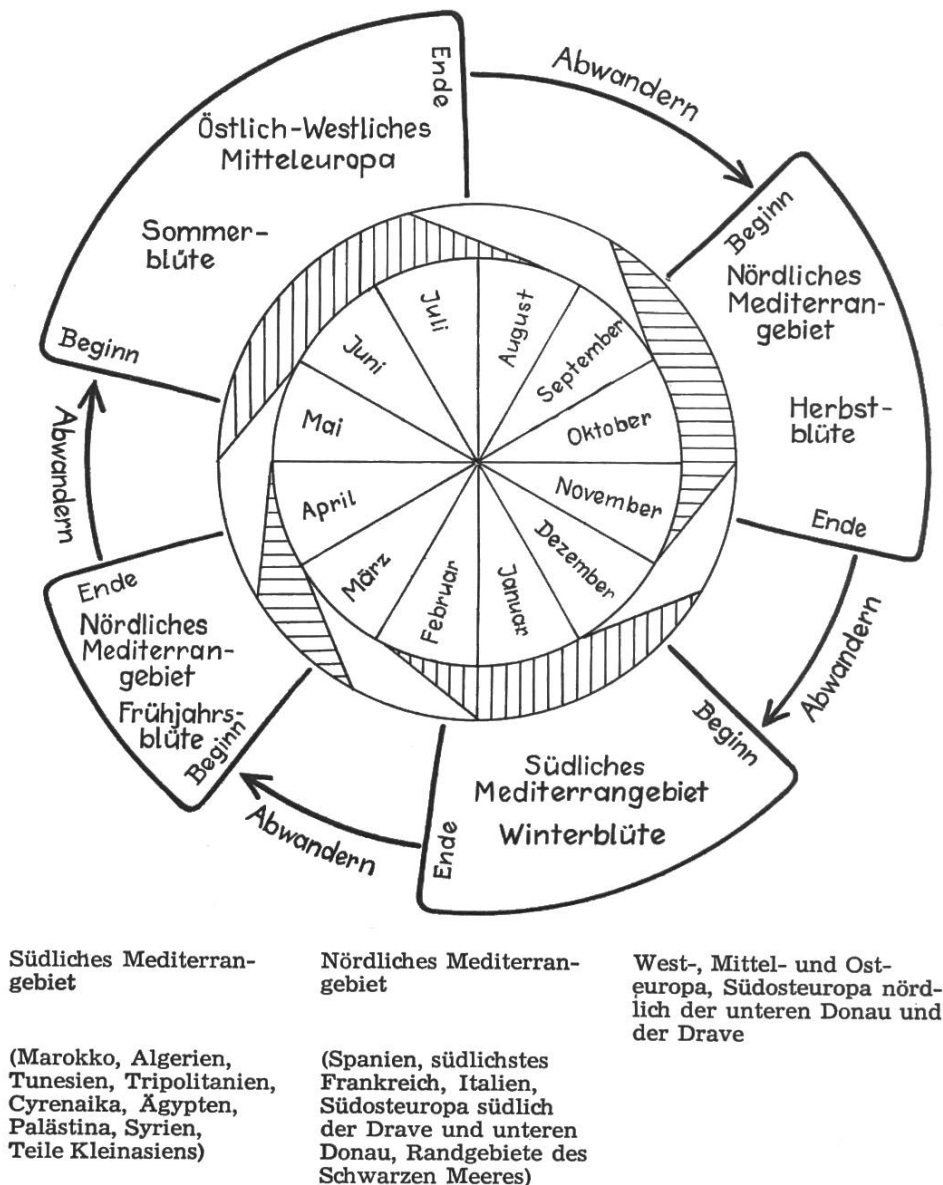 Ende
Östlich-Westliches
Mitteleuropa
Sommer-
blüte
Beginn
Abwandern
Beginn
Nördliches
Mediterran-
gebiet
Herbst-
blüte
Ende
Abwandern
Beginn
Südliches
Mediterrangebiet
Winterblüte
Ende
Abwandern
Beginn
Frühjahrs-
blüte
Nördliches
Mediterran-
gebiet
Ende
Abwandern
Januar
Februar
März
April
Mai
Juni
Juli
August
September
Oktober
November
Dezember
Südliches Mediterran-
gebiet
(Marokko, Algerien,
Tunesien, Tripolitanien,
Cyrenaika, Ägypten,
Palästina, Syrien,
Teile Kleinasiens)
Nördliches Mediterran-
gebiet
(Spanien, südlichstes
Frankreich, Italien,
Südosteuropa südlich
der Drave und unteren
Donau, Randgebiete des
Schwarzen Meeres)
West-, Mittel- und Ost-
europa, Südosteuropa nörd-
lich der unteren Donau und
der Drave